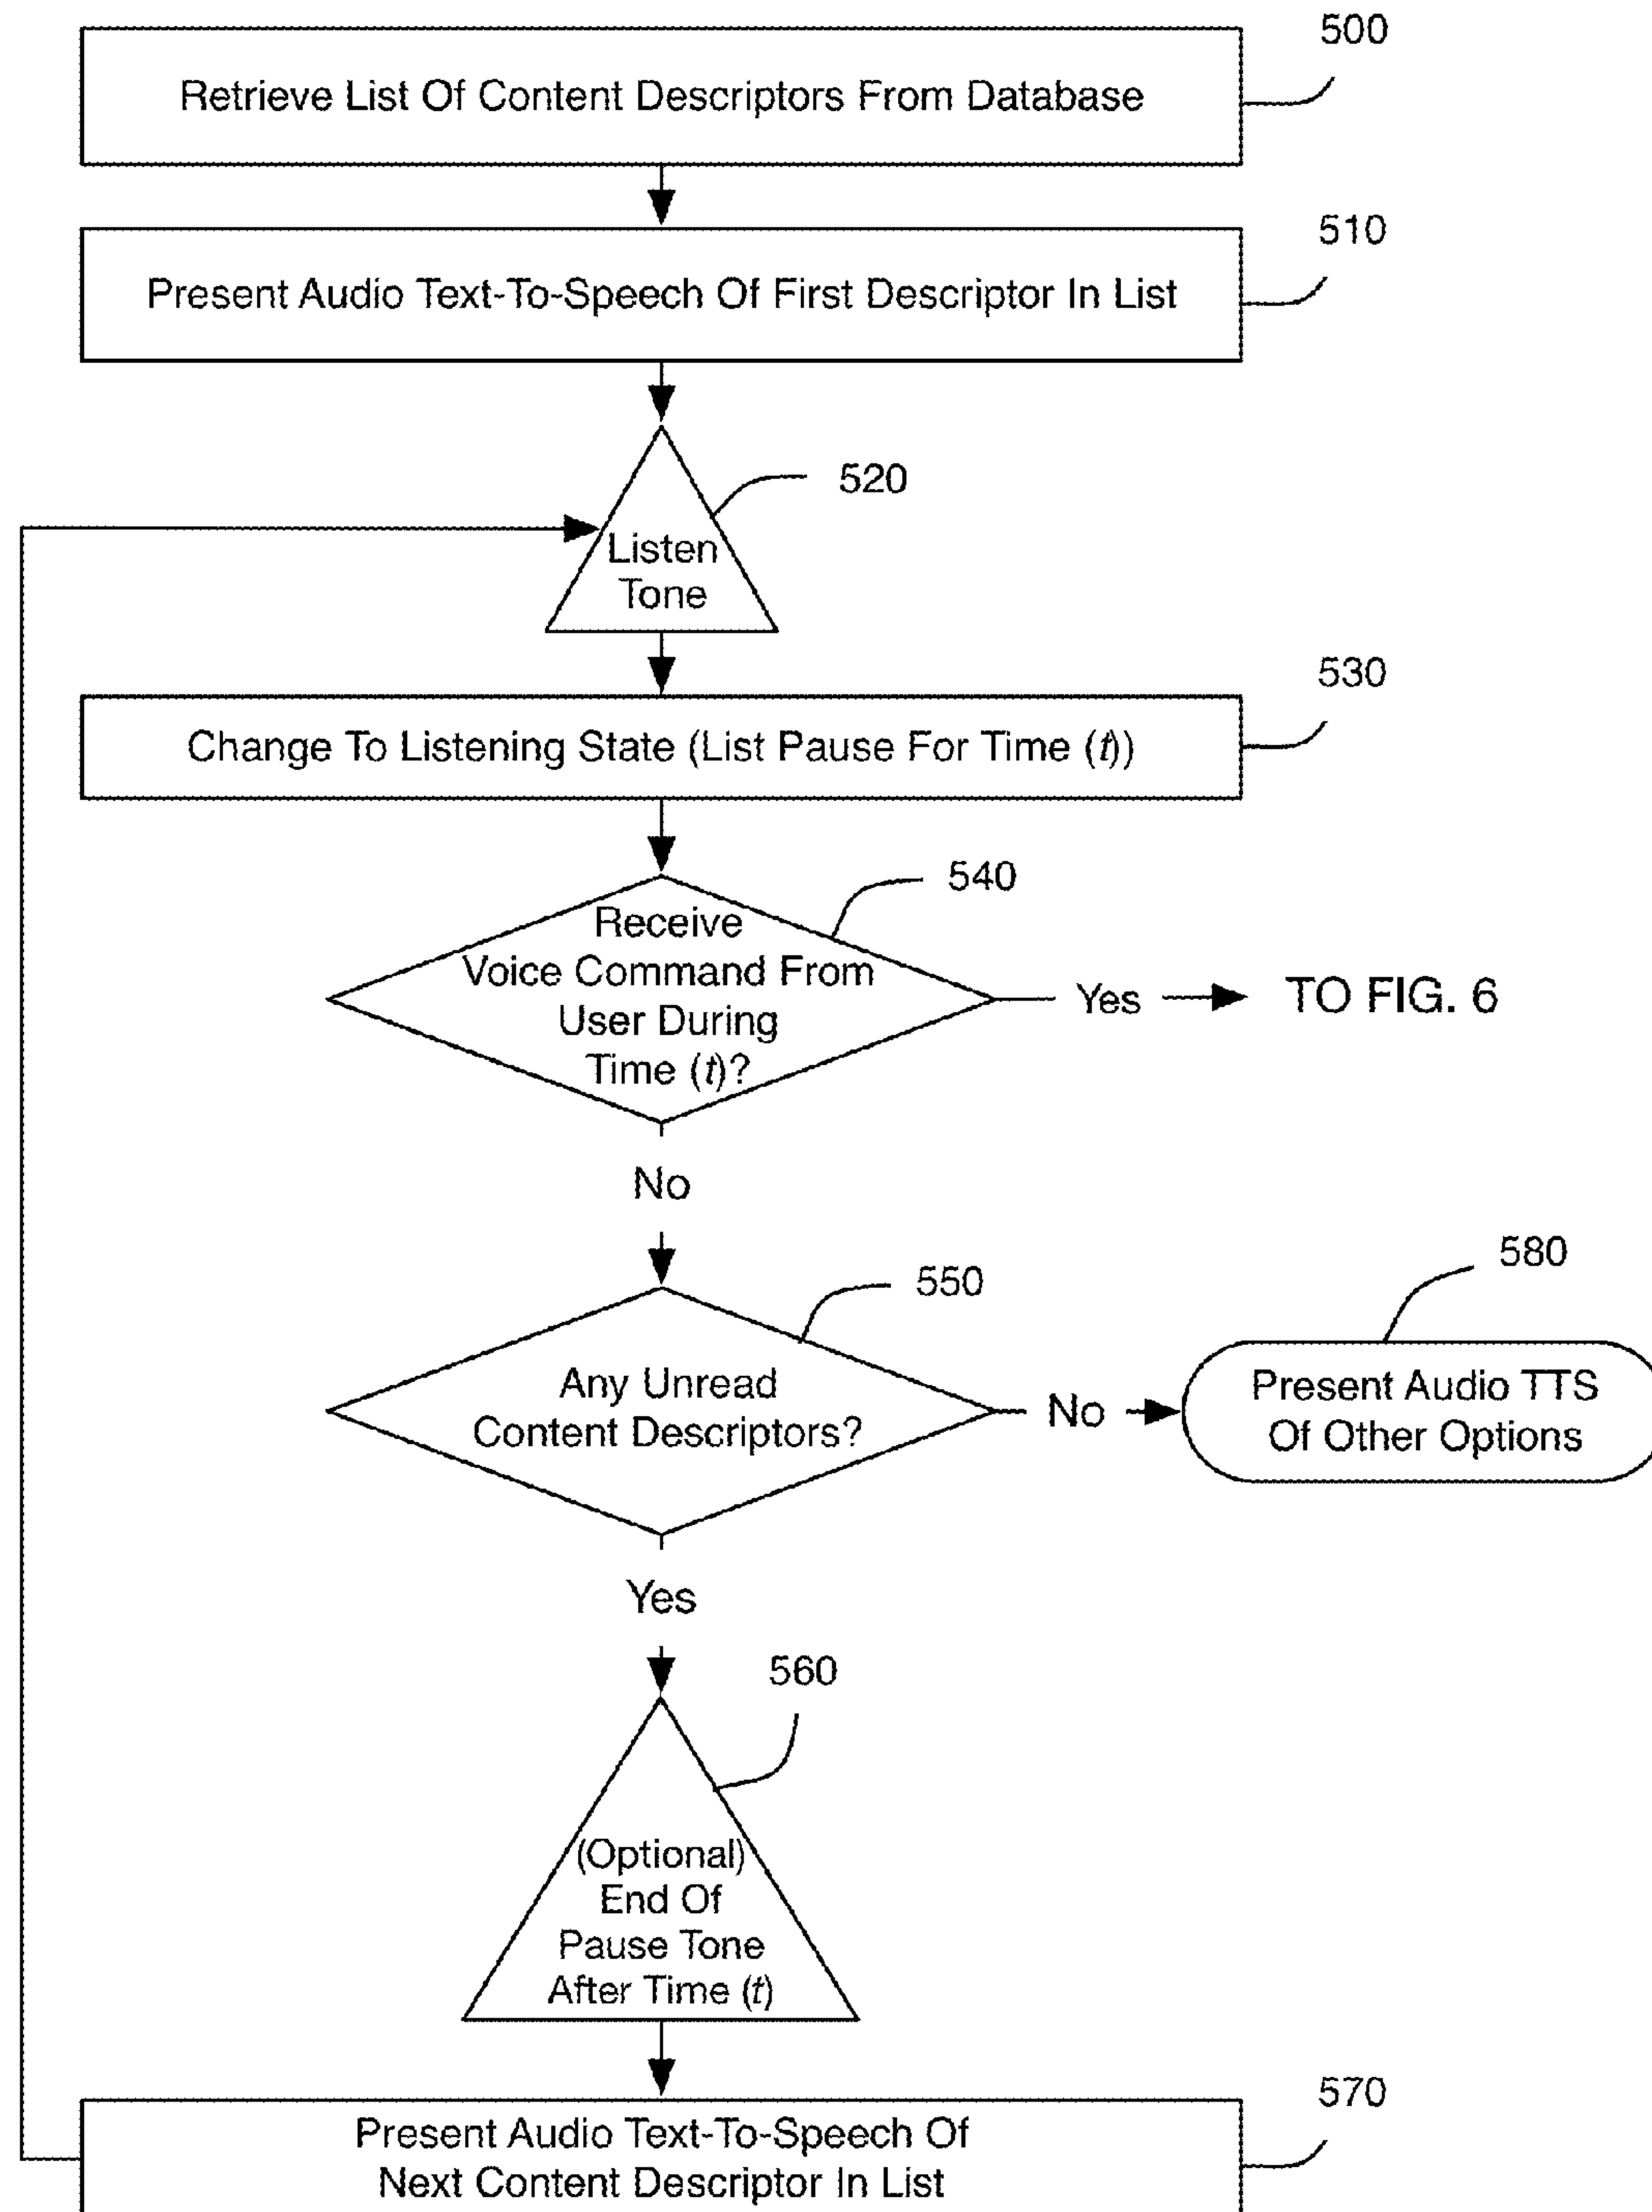 500
Retrieve List Of Content Descriptors From Database
510
Present Audio Text-To-Speech Of First Descriptor In List
520
Listen
Tone
530
Change To Listening State (List Pause For Time (t))
540
Receive
Voice Command From
User During
Time (t)?
Yes
TO FIG. 6
No
550
580
Any Unread
Content Descriptors?
No
Present Audio TTS
Of Other Options
Yes
560
(Optional)
End Of
Pause Tone
After Time (t)
570
Present Audio Text-To-Speech Of
Next Content Descriptor In List